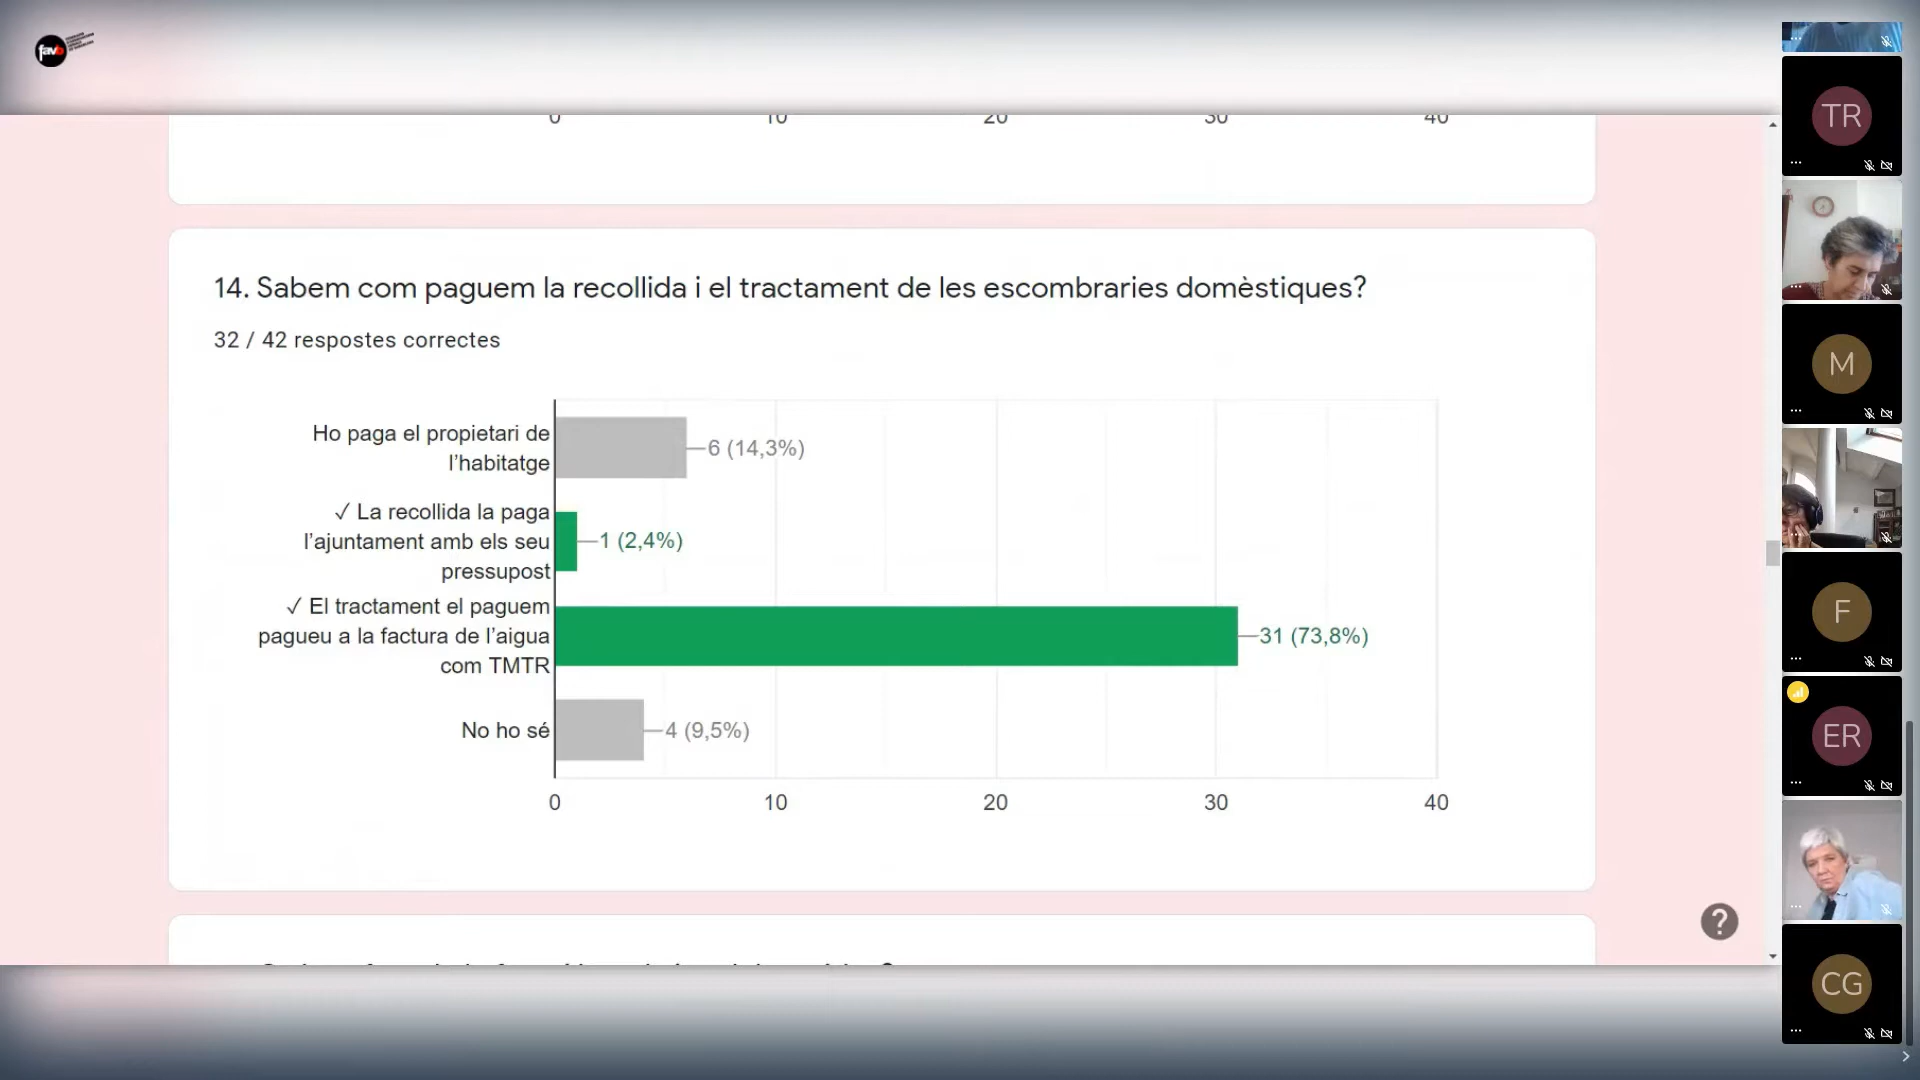 favb
0 10 20 30 40
14. Sabem com paguem la recollida i el tractament de les escombraries domèstiques?
32 / 42 respostes correctes
Ho paga el propietari de
l’habitatge
6 (14,3%)
✓ La recollida la paga
l’ajuntament amb els seu
pressupost
1 (2,4%)
✓ El tractament el paguem
pagueu a la factura de l’aigua
com TMTR
31 (73,8%)
No ho sé
4 (9,5%)
0 10 20 30 40
TR
M
F
ER
CG